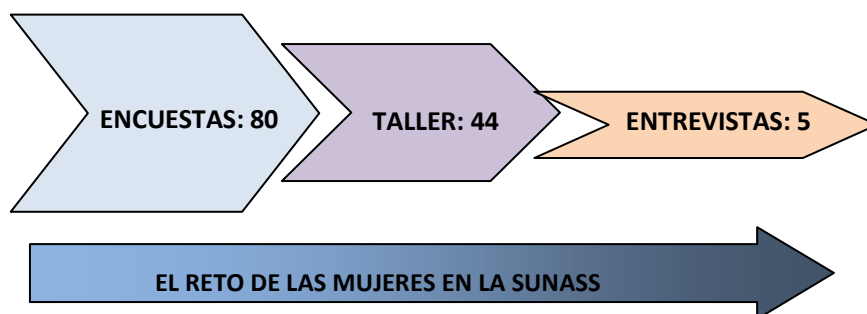 ENCUESTAS: 80
TALLER: 44
ENTREVISTAS: 5
EL RETO DE LAS MUJERES EN LA SUNASS